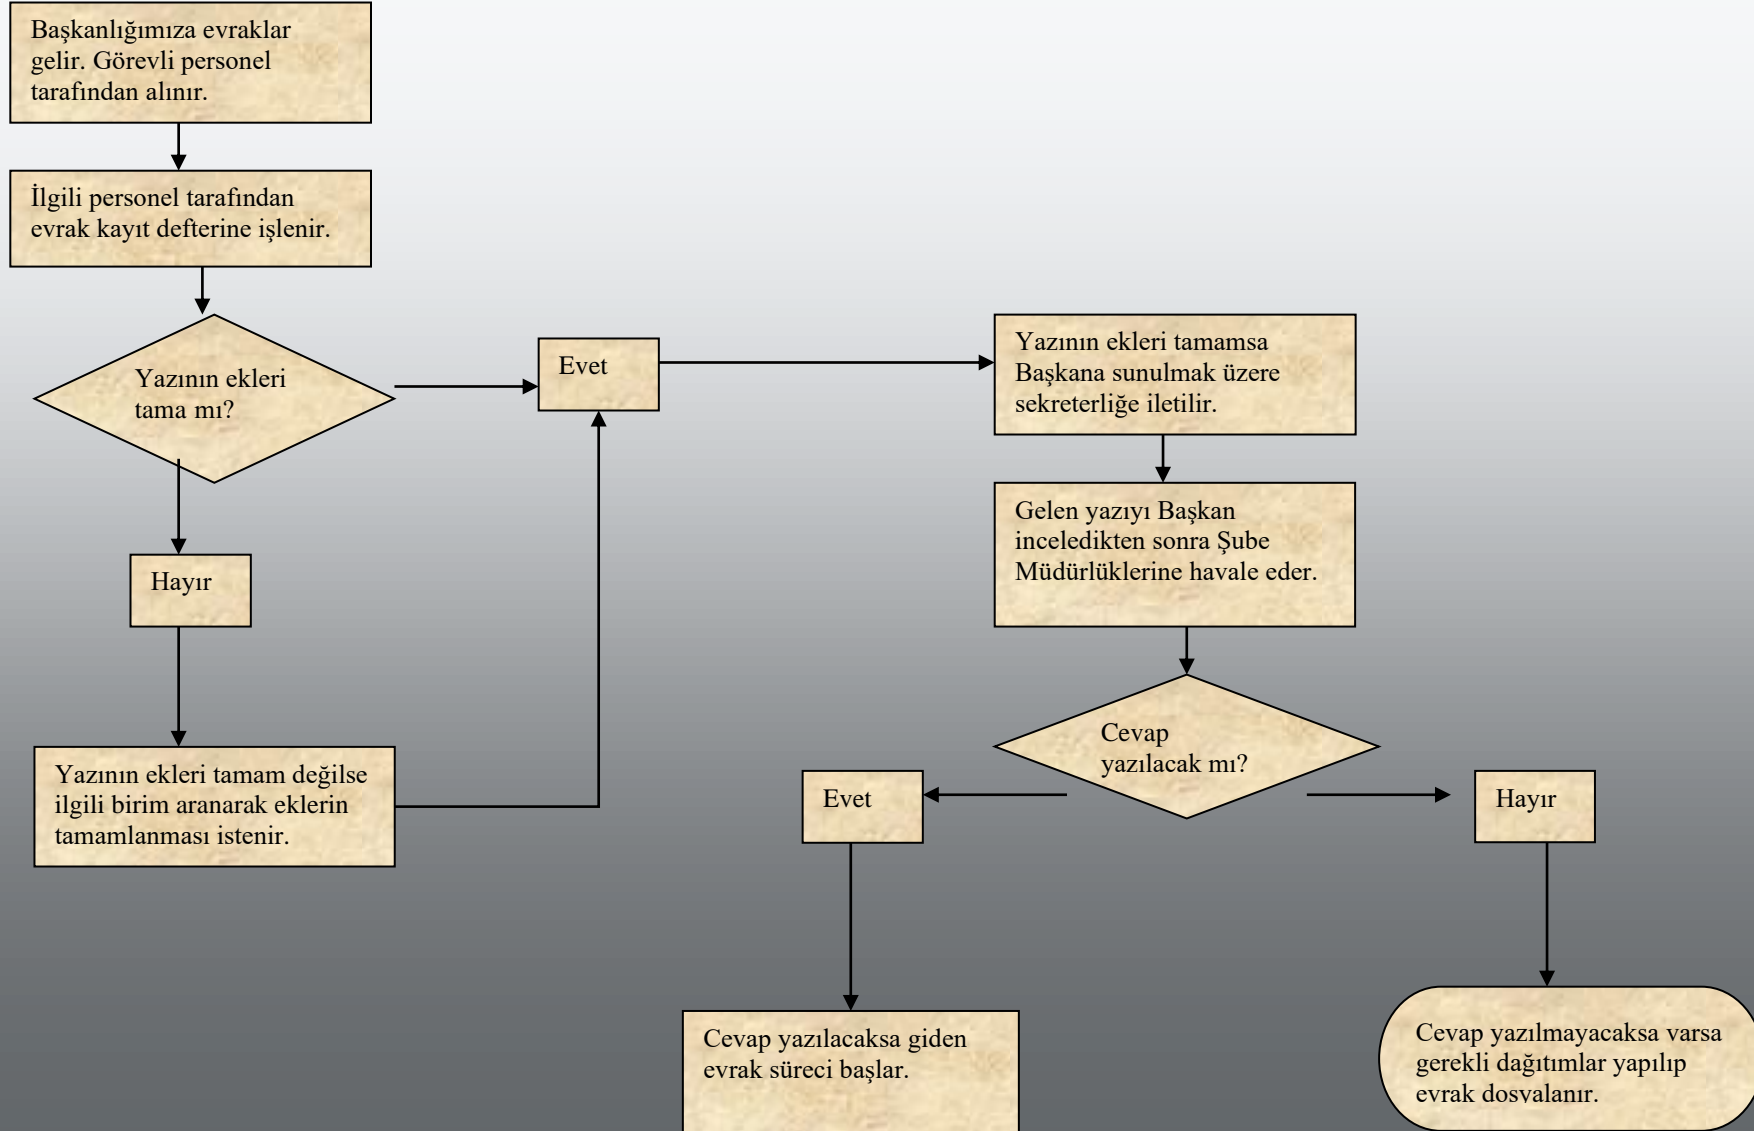 Başkanlığımıza evraklar
gelir. Görevli personel
tarafından alınır.
İlgili personel tarafından
evrak kayıt defterine işlenir.
Yazının ekleri
tama mı?
Evet
Yazının ekleri tamamsa
Başkana sunulmak üzere
sekreterliğe iletilir.
Gelen yazıyı Başkan
inceledikten sonra Şube
Müdürlüklerine havale eder.
Hayır
Yazının ekleri tamam değilse
ilgili birim aranarak eklerin
tamamlanması istenir.
Cevap
yazılacak mı?
Evet
Hayır
Cevap yazılacaksa giden
evrak süreci başlar.
Cevap yazılmayacaksa varsa
gerekli dağıtımlar yapılıp
evrak dosyalanır.